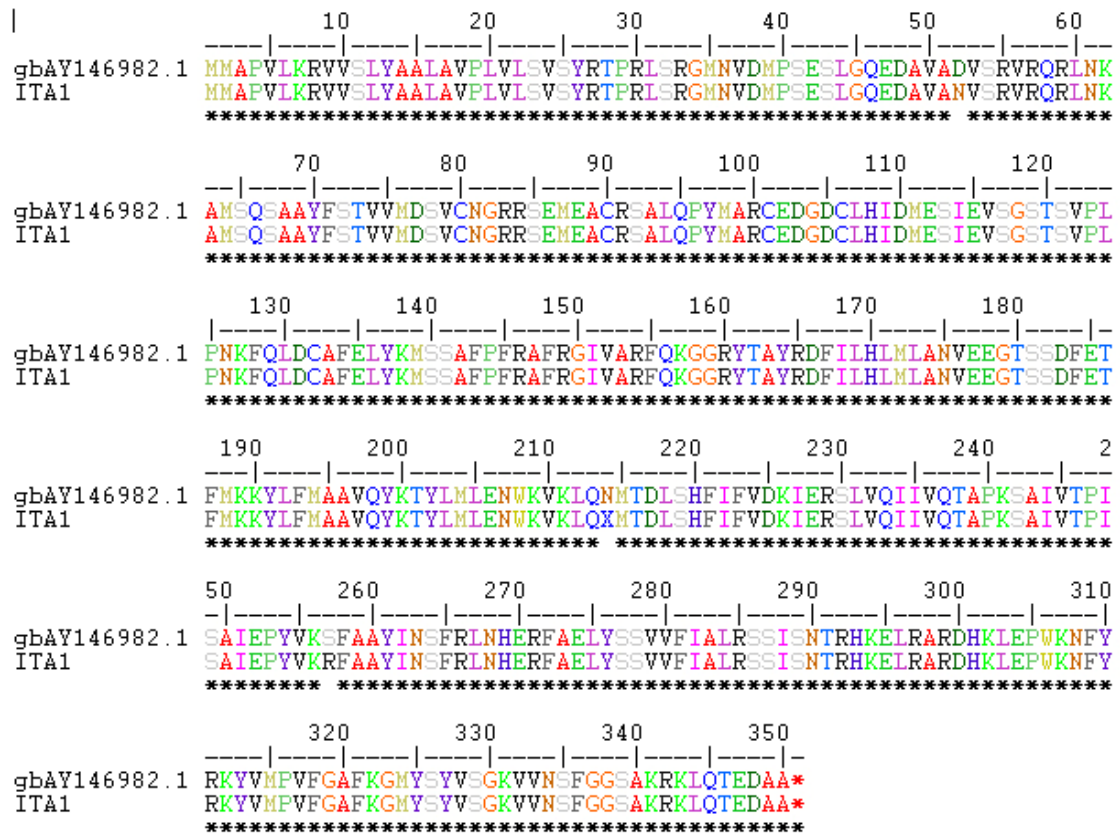 |
10 20 30 40 50 60
----|----|----|----|----|----|----|----|----|----|----|----|--
gbAY146982.1 MMAPVLKRVVSLYAALAVPLVLSVSYRTPRLSRGMNVDMPSESLGQEDAVADVSRVRQRLNK
ITA1 MMAPVLKRVVSLYAALAVPLVLSVSYRTPRLSRGMNVDMPSESLGQEDAVANVSRVRQRLNK
*************************************************** **********
70 80 90 100 110 120
--|----|----|----|----|----|----|----|----|----|----|----|----
gbAY146982.1 AMSQSAAYFSTVVMDSVCNGRRSEMEACRSALQPYMARCEDGDCLHIDMESIEVSGSTSVPL
ITA1 AMSQSAAYFSTVVMDSVCNGRRSEMEACRSALQPYMARCEDGDCLHIDMESIEVSGSTSVPL
**************************************************************
130 140 150 160 170 180
|----|----|----|----|----|----|----|----|----|----|----|----|-
gbAY146982.1 PNKFQLDCAFELYKMSSAFPFRAFRGIVARFQKGGRYTAYRDFILHLMLANVEEGTSSDFET
ITA1 PNKFQLDCAFELYKMSSAFPFRAFRGIVARFQKGGRYTAYRDFILHLMLANVEEGTSSDFET
**************************************************************
190 200 210 220 230 240 2
---|----|----|----|----|----|----|----|----|----|----|----|---
gbAY146982.1 FMKKYLFMAAVQYKTYLMLENWKVKLQNMTDLSHFIFVDKIERSLVQIIVQTAPKSAIVTPI
ITA1 FMKKYLFMAAVQYKTYLMLENWKVKLQXMTDLSHFIFVDKIERSLVQIIVQTAPKSAIVTPI
*************************** **********************************
50 260 270 280 290 300 310
-|----|----|----|----|----|----|----|----|----|----|----|----|
gbAY146982.1 SAIEPYVKSFAAYINSFRLNHERFAELYSSVVFIALRSSISNTRHKELRARDHKLEPWKNFY
ITA1 SAIEPYVKRFAAYINSFRLNHERFAELYSSVVFIALRSSISNTRHKELRARDHKLEPWKNFY
******** *****************************************************
320 330 340 350
----|----|----|----|----|----|----|----|-
gbAY146982.1 RKYVMPVFGAFKGMYSYVSGKVVNSFGGSAKRKLQTEDAA*
ITA1 RKYVMPVFGAFKGMYSYVSGKVVNSFGGSAKRKLQTEDAA*
*****************************************